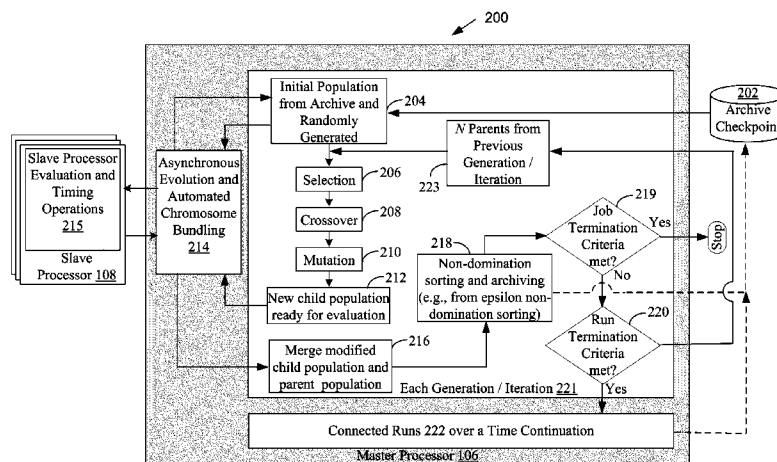 200
Initial Population
from Archive and
Randomly
Generated
204
202
Archive
Checkpoint
N Parents from
Previous
Generation /
Iteration
223
Slave Processor
Evaluation and
Timing
Operations
215
Slave
Processor 108
Asynchronous
Evolution and
Automated
Chromosome
Bundling
214
Selection
206
Crossover
208
Mutation
210
212
New child population
ready for evaluation
218
Non-domination
sorting and archiving
(e.g., from epsilon non-
domination sorting)
219
Job
Termination
Criteria
met?
Yes
Stop
No
220
Run
Termination
Criteria
met?
Yes
Merge modified
child population and
parent population
216
Each Generation / Iteration 221
Connected Runs 222 over a Time Continuation
Master Processor 106